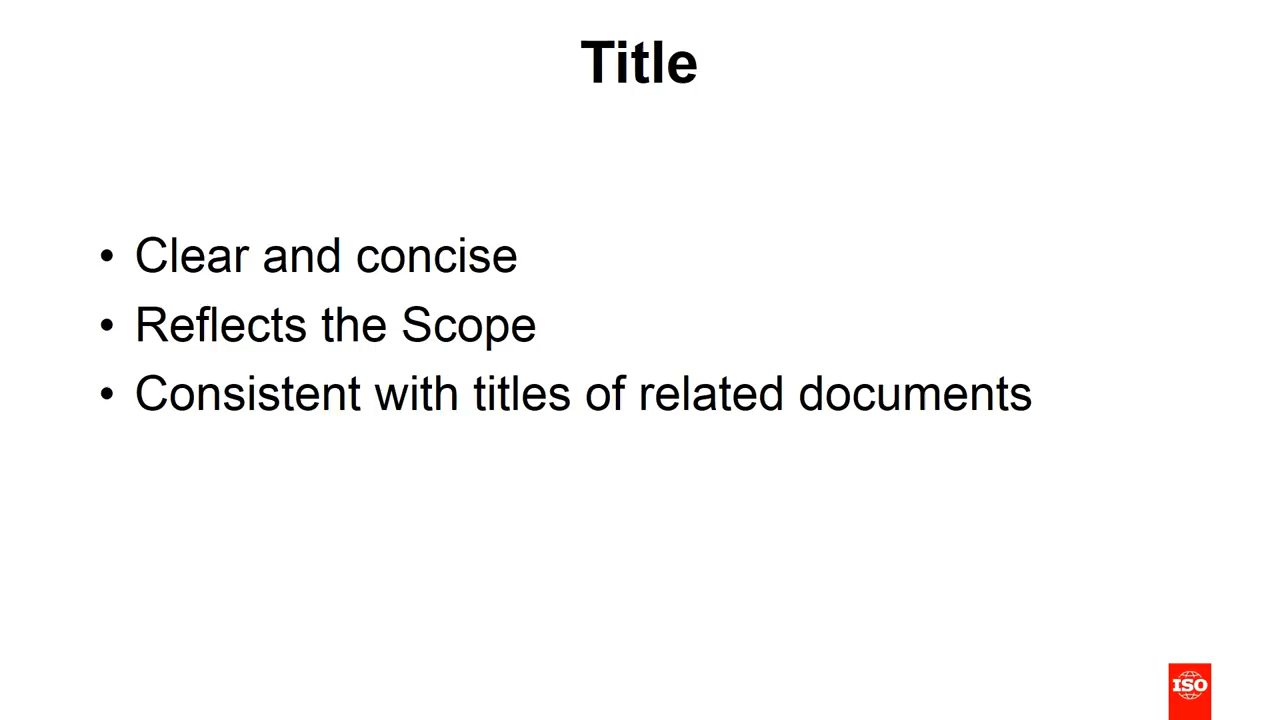 Title
• Clear and concise
• Reflects the Scope
• Consistent with titles of related documents
ISO